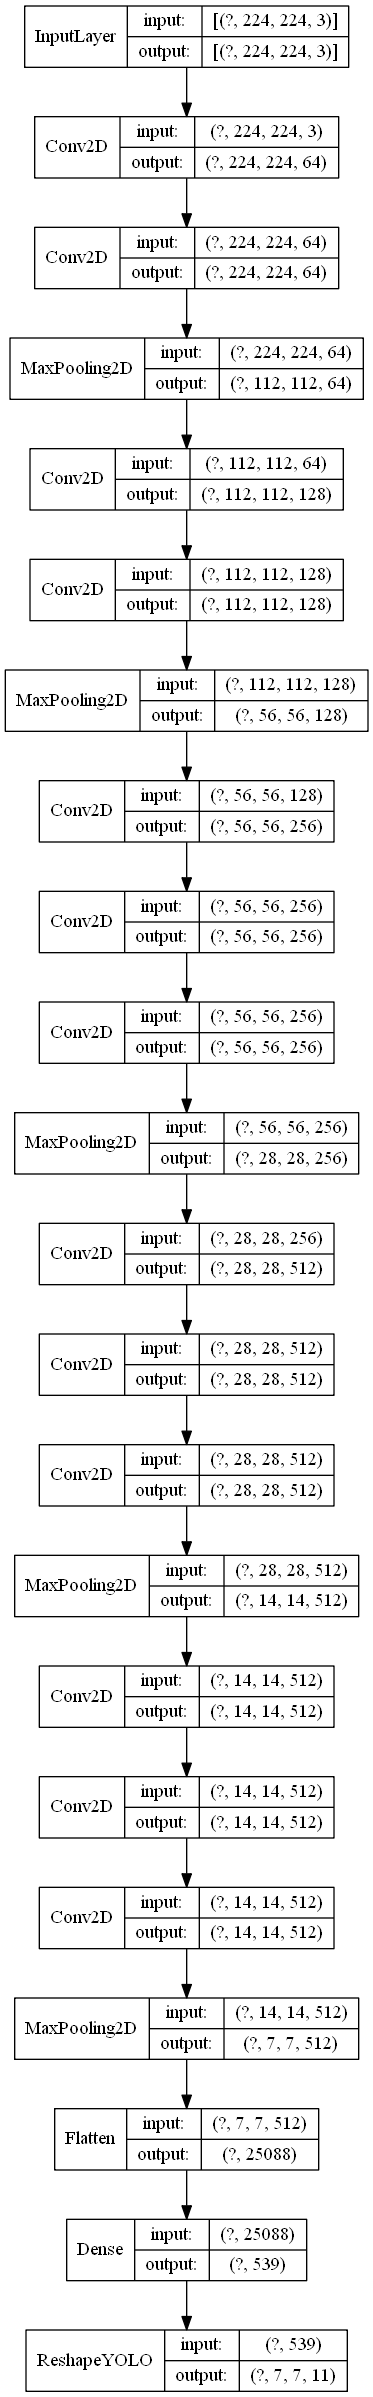 InputLayer
input: [(?, 224, 224, 3)]
output: [(?, 224, 224, 3)]
Conv2D
input: (?, 224, 224, 3)
output: (?, 224, 224, 64)
Conv2D
input: (?, 224, 224, 64)
output: (?, 224, 224, 64)
MaxPooling2D
input: (?, 224, 224, 64)
output: (?, 112, 112, 64)
Conv2D
input: (?, 112, 112, 64)
output: (?, 112, 112, 128)
Conv2D
input: (?, 112, 112, 128)
output: (?, 112, 112, 128)
MaxPooling2D
input: (?, 112, 112, 128)
output: (?, 56, 56, 128)
Conv2D
input: (?, 56, 56, 128)
output: (?, 56, 56, 256)
Conv2D
input: (?, 56, 56, 256)
output: (?, 56, 56, 256)
Conv2D
input: (?, 56, 56, 256)
output: (?, 56, 56, 256)
MaxPooling2D
input: (?, 56, 56, 256)
output: (?, 28, 28, 256)
Conv2D
input: (?, 28, 28, 256)
output: (?, 28, 28, 512)
Conv2D
input: (?, 28, 28, 512)
output: (?, 28, 28, 512)
Conv2D
input: (?, 28, 28, 512)
output: (?, 28, 28, 512)
MaxPooling2D
input: (?, 28, 28, 512)
output: (?, 14, 14, 512)
Conv2D
input: (?, 14, 14, 512)
output: (?, 14, 14, 512)
Conv2D
input: (?, 14, 14, 512)
output: (?, 14, 14, 512)
Conv2D
input: (?, 14, 14, 512)
output: (?, 14, 14, 512)
MaxPooling2D
input: (?, 14, 14, 512)
output: (?, 7, 7, 512)
Flatten
input: (?, 7, 7, 512)
output: (?, 25088)
Dense
input: (?, 25088)
output: (?, 539)
ReshapeYOLO
input: (?, 539)
output: (?, 7, 7, 11)